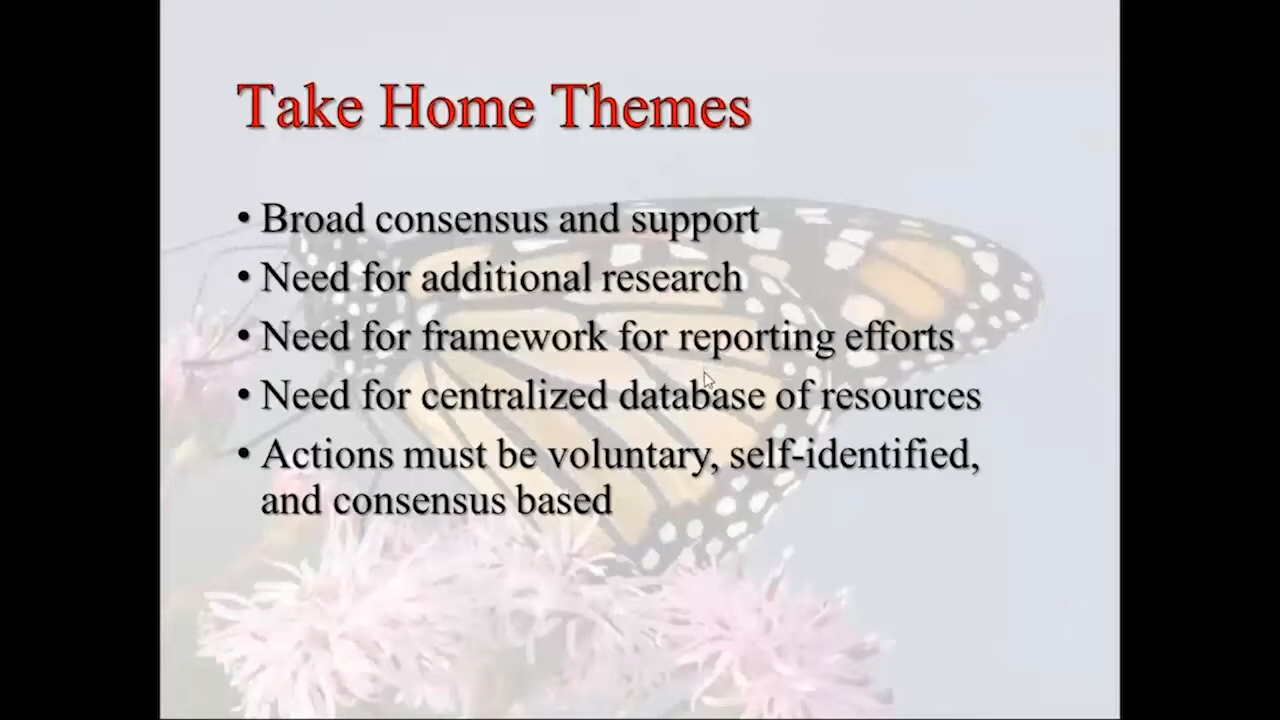 Take Home Themes
• Broad consensus and support
• Need for additional research
• Need for framework for reporting efforts
• Need for centralized database of resources
• Actions must be voluntary, self-identified,
and consensus based